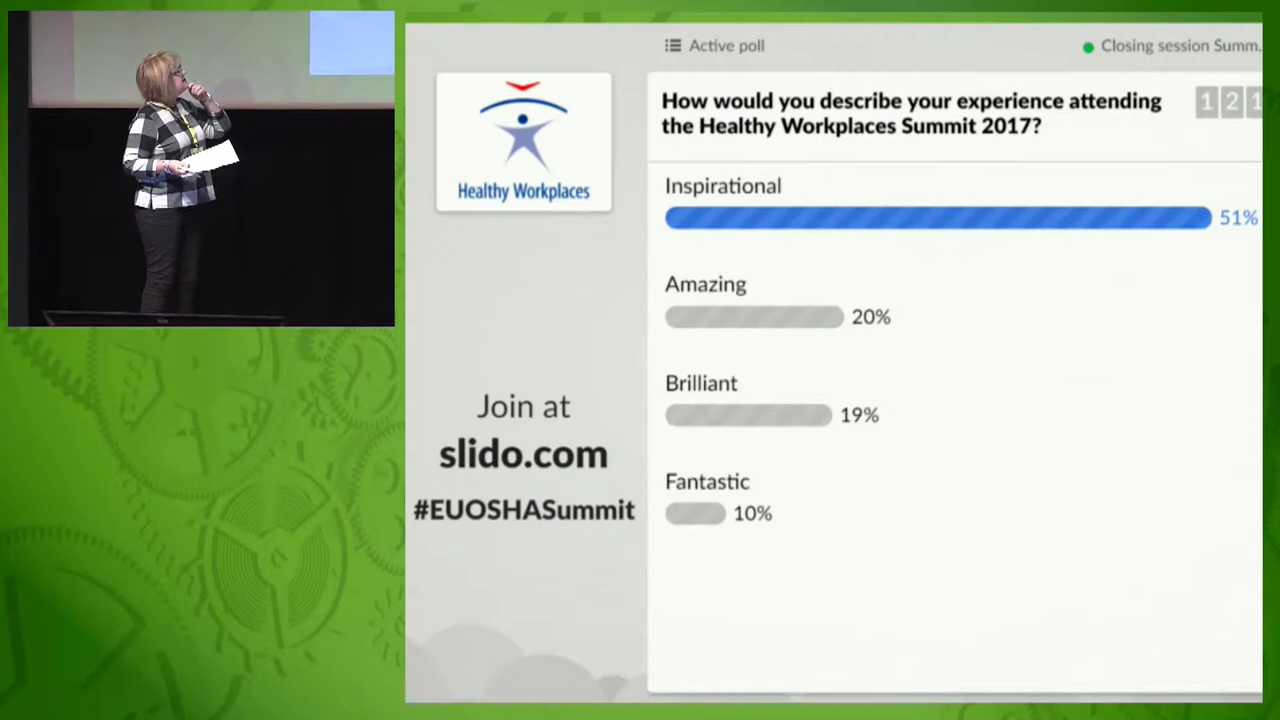 Active poll
Closing session Summ.
Healthy Workplaces
How would you describe your experience attending
the Healthy Workplaces Summit 2017?
121
Inspirational
51%
Amazing
20%
Brilliant
19%
Fantastic
10%
Join at
slido.com
#EUOSHASummit